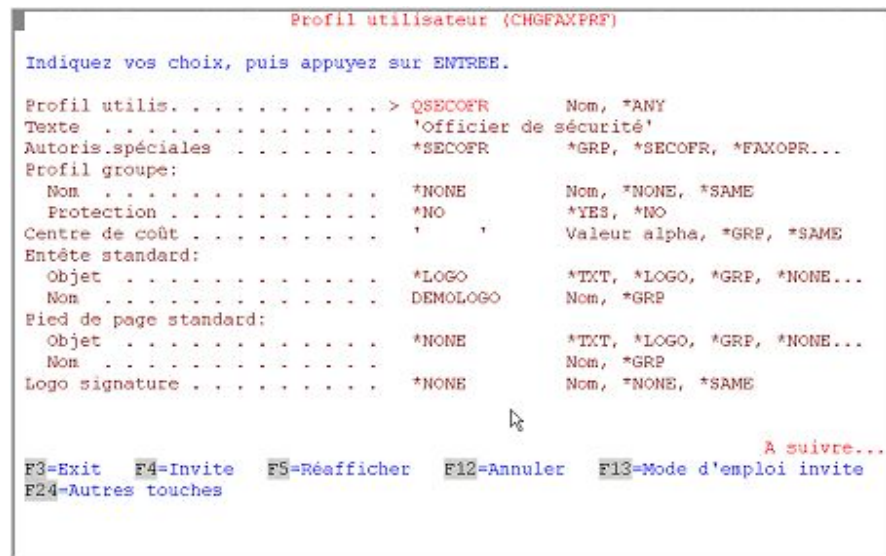 Profil utilisateur (CHGFAXPRF)
Indiquez vos choix, puis appuyez sur ENTREE.
Profil utilis. . . . . . . . . . . > QSECOFR Nom, *ANY
Texte . . . . . . . . . . . . . 'Officier de sécurité'
Autoris.spéciales . . . . . . . *SECOFR *GRP, *SECOFR, *FAXOPR...
Profil groupe:
Nom . . . . . . . . . . . . . *NONE Nom, *NONE, *SAME
Protection . . . . . . . . . . *NO *YES, *NO
Centre de coût . . . . . . . . . ' ' Valeur alpha, *GRP, *SAME
Entête standard:
Objet . . . . . . . . . . . . *LOGO *TXT, *LOGO, *GRP, *NONE...
Nom . . . . . . . . . . . . . DEMOLOGO Nom, *GRP
Pied de page standard:
Objet . . . . . . . . . . . . *NONE *TXT, *LOGO, *GRP, *NONE...
Nom . . . . . . . . . . . . . Nom, *GRP
Logo signature . . . . . . . . . *NONE Nom, *NONE, *SAME
A suivre...
F3=Exit F4=Invite F5=Réafficher F12=Annuler F13=Mode d'emploi invite
F24=Autres touches